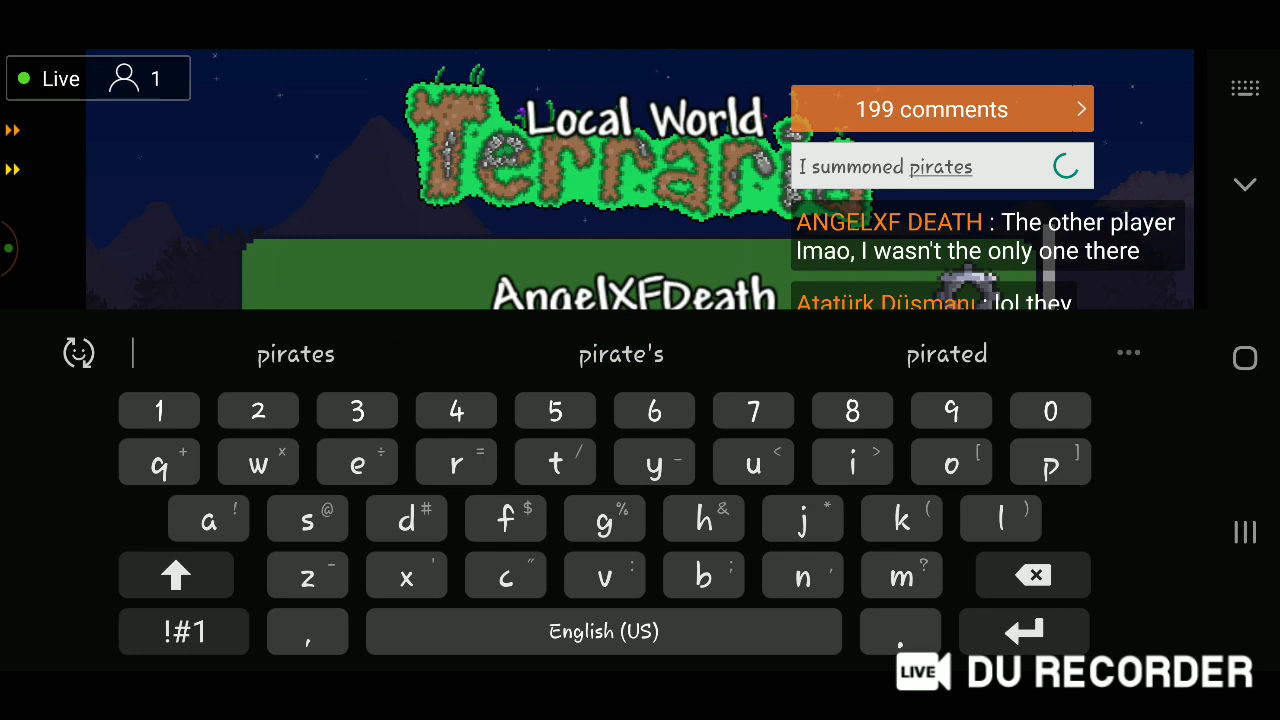 Live 1
Local World
Terraria
199 comments
I summoned pirates
ANGELXF DEATH : The other player
lmao, I wasn't the only one there
AngelXFDeath
Atatürk Düsmanı : lol they
pirates pirate's pirated
1 2 3 4 5 6 7 8 9 0
q + w × e ÷ r = t / y - u < i > o [ p ]
a ! s @ d # f $ g % h & j * k ( l )
z - x ' c " v : b ; n , m ?
!#1 , English (US) .
LIVE DU RECORDER